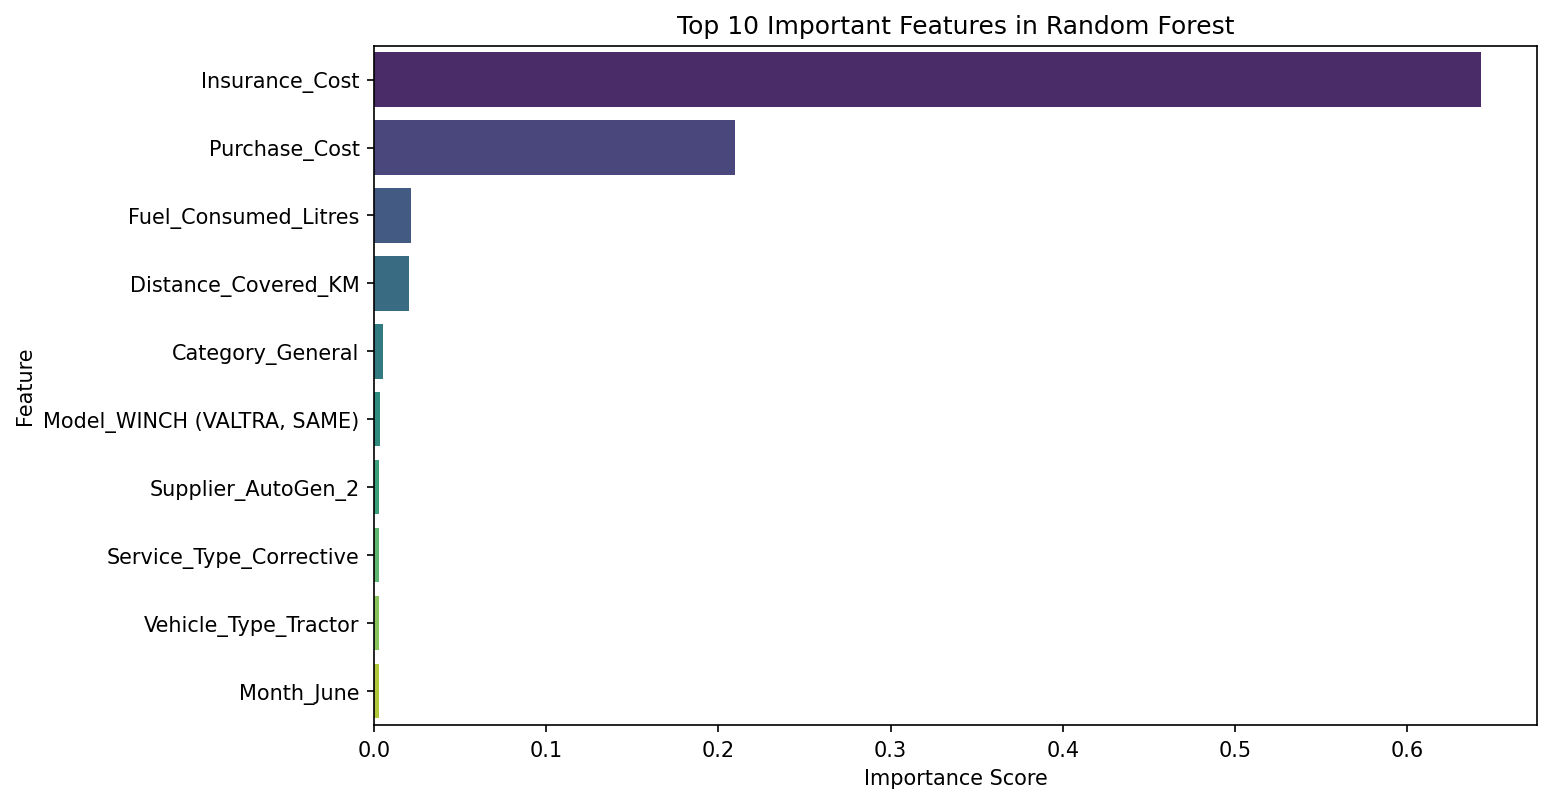 Top 10 Important Features in Random Forest
Insurance_Cost
Purchase_Cost
Fuel_Consumed_Litres
Distance_Covered_KM
Category_General
Model_WINCH (VALTRA, SAME)
Supplier_AutoGen_2
Service_Type_Corrective
Vehicle_Type_Tractor
Month_June
Feature
0.0 0.1 0.2 0.3 0.4 0.5 0.6
Importance Score